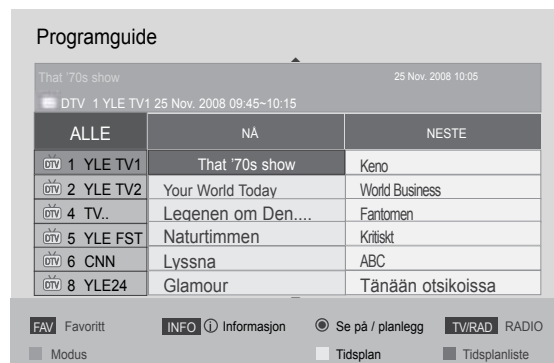 Programguide
That '70s show 25 Nov. 2008 10:05
DTV 1 YLE TV1 25 Nov. 2008 09:45~10:15
ALLE NÅ NESTE
DTV 1 YLE TV1 That '70s show Keno
DTV 2 YLE TV2 Your World Today World Business
DTV 4 TV.. Legenen om Den.... Fantomen
DTV 5 YLE FST Naturtimmen Kritiskt
DTV 6 CNN Lyssna ABC
DTV 8 YLE24 Glamour Tänään otsikoissa
FAV Favoritt INFO i Informasjon Se på / planlegg TV/RAD RADIO
Modus Tidsplan Tidsplanliste